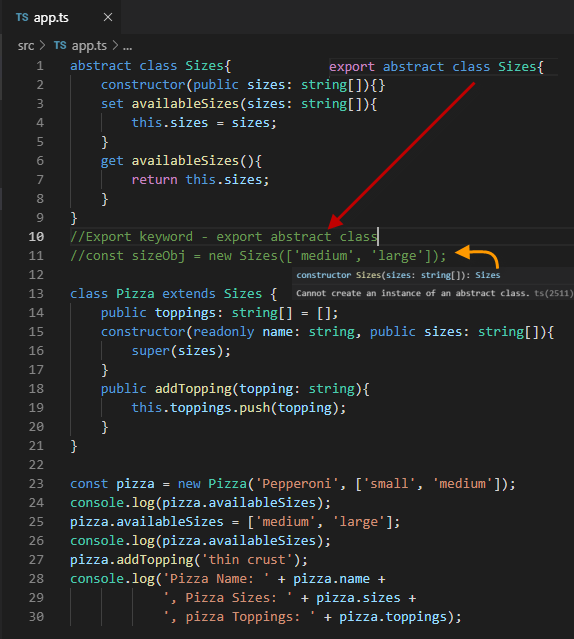 TS app.ts ×
src > TS app.ts > ...
1 abstract class Sizes{ export abstract class Sizes{
2 constructor(public sizes: string[]){}
3 set availableSizes(sizes: string[]){
4 this.sizes = sizes;
5 }
6 get availableSizes(){
7 return this.sizes;
8 }
9 }
10 //Export keyword - export abstract class
11 //const sizeObj = new Sizes(['medium', 'large']);
12 constructor Sizes(sizes: string[]): Sizes
Cannot create an instance of an abstract class. ts(2511)
13 class Pizza extends Sizes {
14 public toppings: string[] = [];
15 constructor(readonly name: string, public sizes: string[]){
16 super(sizes);
17 }
18 public addTopping(topping: string){
19 this.toppings.push(topping);
20 }
21 }
22
23 const pizza = new Pizza('Pepperoni', ['small', 'medium']);
24 console.log(pizza.availableSizes);
25 pizza.availableSizes = ['medium', 'large'];
26 console.log(pizza.availableSizes);
27 pizza.addTopping('thin crust');
28 console.log('Pizza Name: ' + pizza.name +
29 ', Pizza Sizes: ' + pizza.sizes +
30 ', pizza Toppings: ' + pizza.toppings);